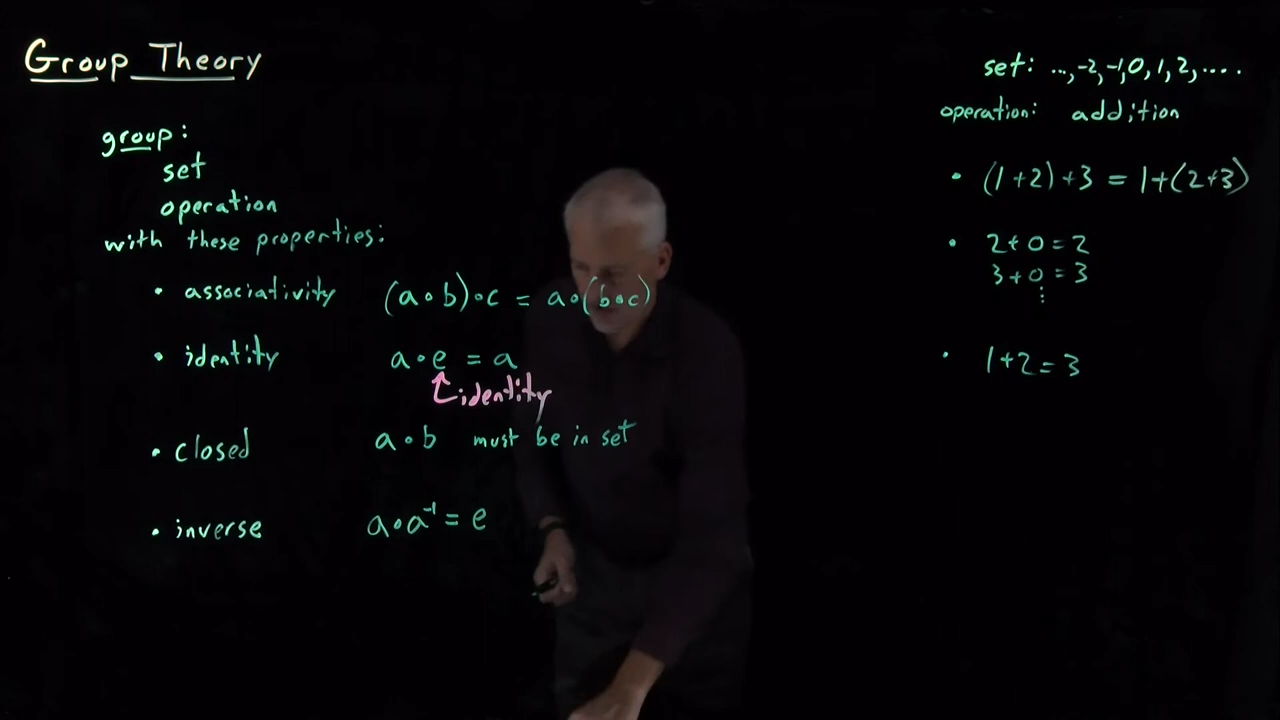 Group Theory
group:
set
operation
with these properties:
• associativity (a∘b)∘c = a∘(b∘c)
• identity a∘e = a
identity
• closed a∘b must be in set
• inverse a∘a⁻¹ = e
set: ..., -2, -1, 0, 1, 2, ....
operation: addition
• (1+2)+3 = 1+(2+3)
• 2+0=2
3+0=3
⋮
• 1+2=3